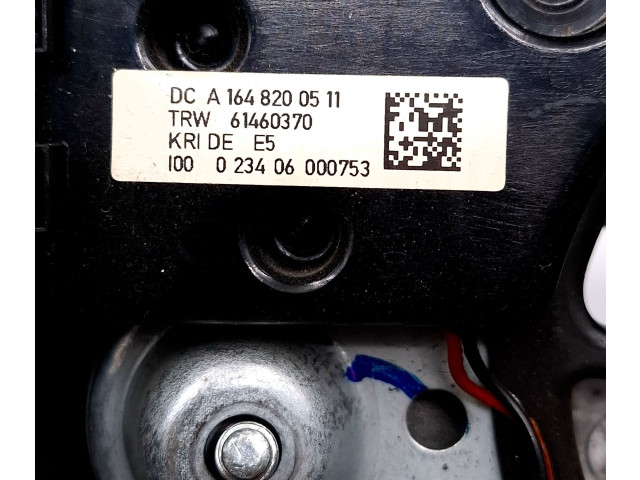 DC A 164 820 05 11
TRW 61460370
KRI DE E5
I00 0 234 06 000753